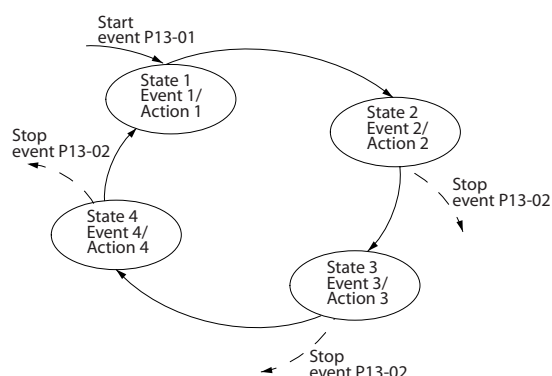 Start
event P13-01
State 1
Event 1/
Action 1
State 2
Event 2/
Action 2
Stop
event P13-02
Stop
event P13-02
State 4
Event 4/
Action 4
State 3
Event 3/
Action 3
Stop
event P13-02